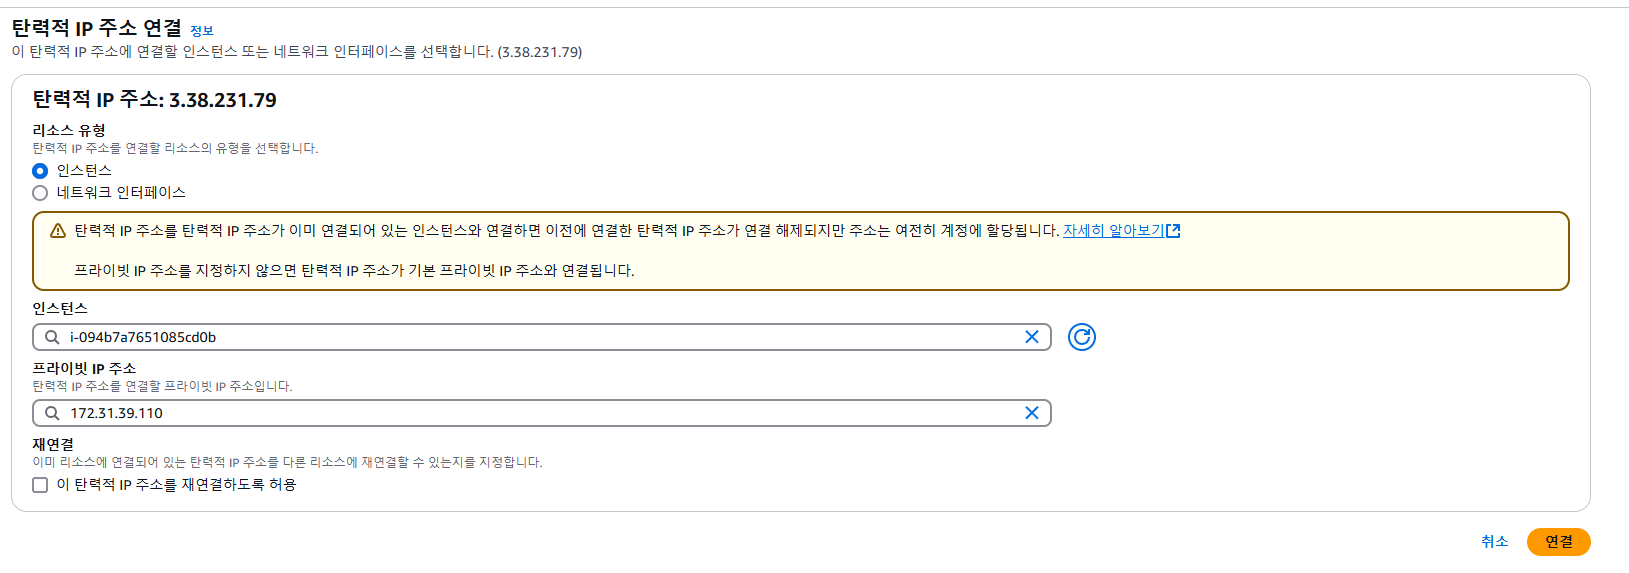 탄력적 IP 주소 연결 정보
이 탄력적 IP 주소에 연결할 인스턴스 또는 네트워크 인터페이스를 선택합니다. (3.38.231.79)
탄력적 IP 주소: 3.38.231.79
리소스 유형
탄력적 IP 주소를 연결할 리소스의 유형을 선택합니다.
인스턴스
네트워크 인터페이스
탄력적 IP 주소를 탄력적 IP 주소가 이미 연결되어 있는 인스턴스와 연결하면 이전에 연결한 탄력적 IP 주소가 연결 해제되지만 주소는 여전히 계정에 할당됩니다. 자세히 알아보기
프라이빗 IP 주소를 지정하지 않으면 탄력적 IP 주소가 기본 프라이빗 IP 주소와 연결됩니다.
인스턴스
i-094b7a7651085cd0b
프라이빗 IP 주소
탄력적 IP 주소를 연결할 프라이빗 IP 주소입니다.
172.31.39.110
재연결
이미 리소스에 연결되어 있는 탄력적 IP 주소를 다른 리소스에 재연결할 수 있는지를 지정합니다.
이 탄력적 IP 주소를 재연결하도록 허용
취소 연결